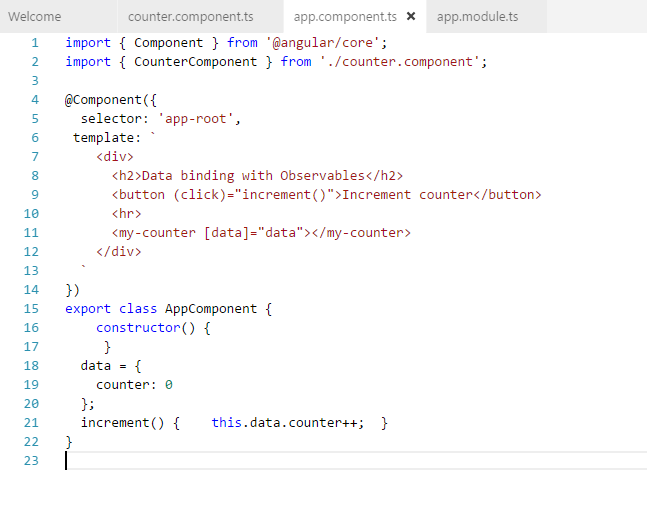 Welcome counter.component.ts app.component.ts × app.module.ts
1 import { Component } from '@angular/core';
2 import { CounterComponent } from './counter.component';
3
4 @Component({
5   selector: 'app-root',
6  template: `
7     <div>
8       <h2>Data binding with Observables</h2>
9       <button (click)="increment()">Increment counter</button>
10       <hr>
11       <my-counter [data]="data"></my-counter>
12     </div>
13   `
14 })
15 export class AppComponent {
16     constructor() {
17      }
18   data = {
19     counter: 0
20   };
21   increment() {    this.data.counter++;  }
22 }
23